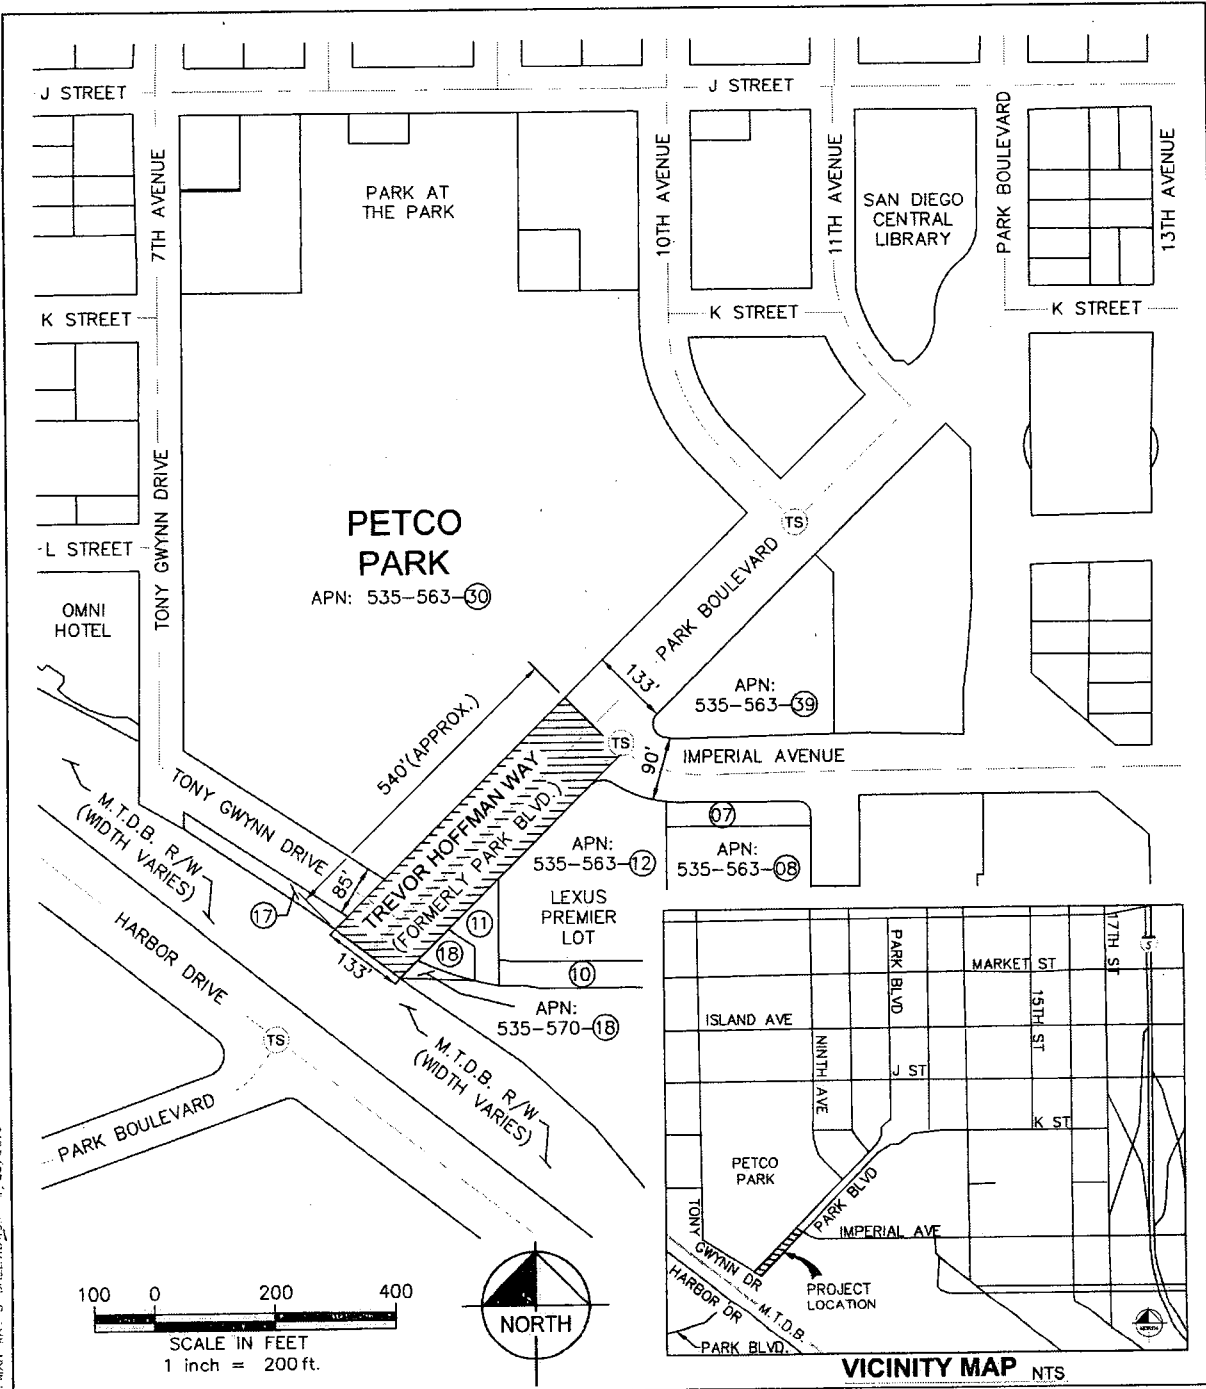 J STREET
J STREET
7TH AVENUE
PARK AT
THE PARK
10TH AVENUE
11TH AVENUE
SAN DIEGO
CENTRAL
LIBRARY
PARK BOULEVARD
13TH AVENUE
K STREET
K STREET
K STREET
TONY GWYNN DRIVE
L STREET
PETCO
PARK
APN: 535-563-30
OMNI
HOTEL
TS
PARK BOULEVARD
133'
APN:
535-563-39
540'(APPROX.)
TS
90'
IMPERIAL AVENUE
TONY GWYNN DRIVE
M.T.D.B. R/W
(WIDTH VARIES)
TREVOR HOFFMAN WAY
(FORMERLY PARK BLVD.)
85'
07
APN:
535-563-12
APN:
535-563-08
LEXUS
PREMIER
LOT
17
11
18
10
133'
HARBOR DRIVE
APN:
535-570-18
TS
M.T.D.B. R/W
(WIDTH VARIES)
PARK BOULEVARD
PARK BLVD
17TH ST
5
MARKET ST
15TH ST
ISLAND AVE
NINTH AVE
J ST
K ST
PETCO
PARK
PARK BLVD
TONY
GWYNN DR
IMPERIAL AVE
HARBOR DR
M.T.D.B.
PROJECT
LOCATION
NORTH
PARK BLVD.
VICINITY MAP NTS
100 0 200 400
SCALE IN FEET
1 inch = 200 ft.
NORTH